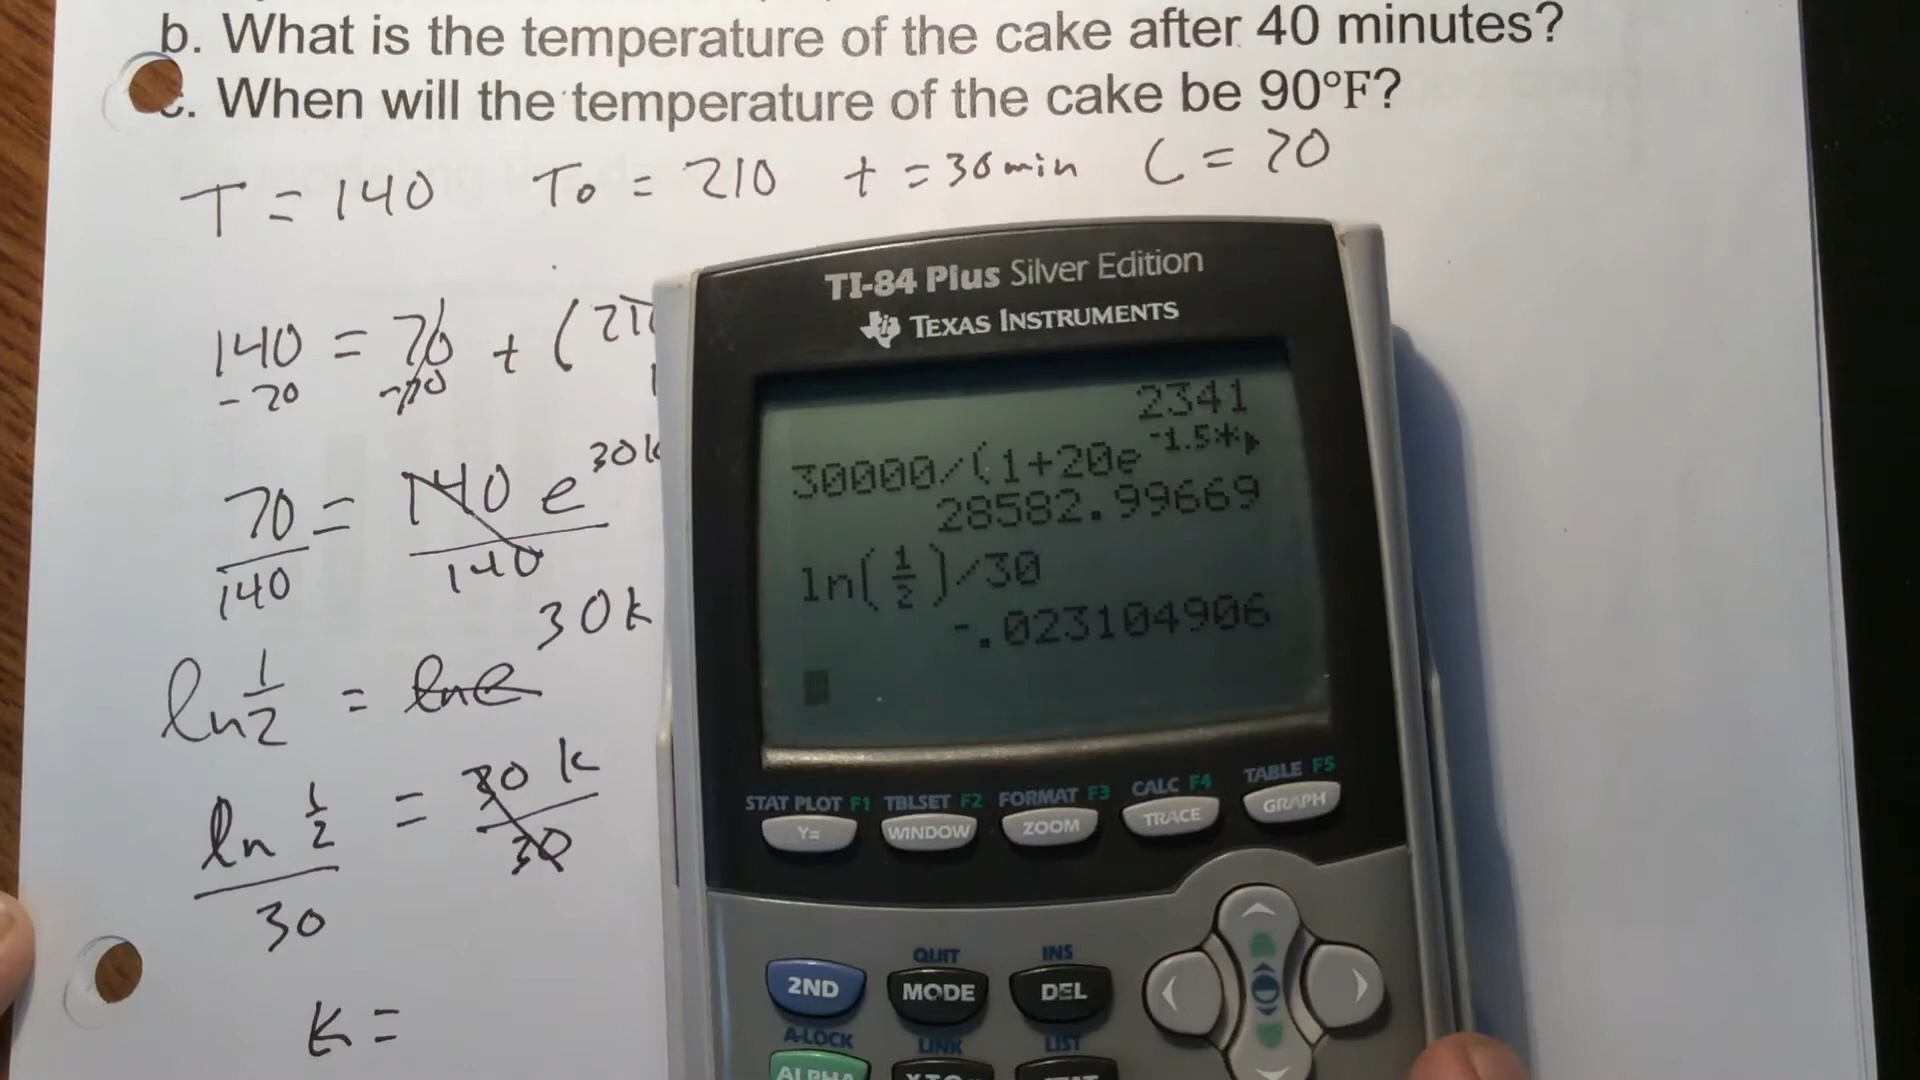 b. What is the temperature of the cake after 40 minutes?
c. When will the temperature of the cake be 90°F?
T = 140 To = 210 t = 30 min C = 70
140 = 70 + (210
-70 -70
70 = 140 e^30k
140 140
ln 1/2 = ln e^30k
ln 1/2 = 30 k
30 30
k =
TI-84 Plus Silver Edition
TEXAS INSTRUMENTS
2341
30000/(1+20e^-1.5*
28582.99669
ln(1/2)/30
-.023104906
STAT PLOT F1 TBLSET F2 FORMAT F3 CALC F4 TABLE F5
Y= WINDOW ZOOM TRACE GRAPH
QUIT INS
2ND MODE DEL
A-LOCK LINK LIST
ALPHA